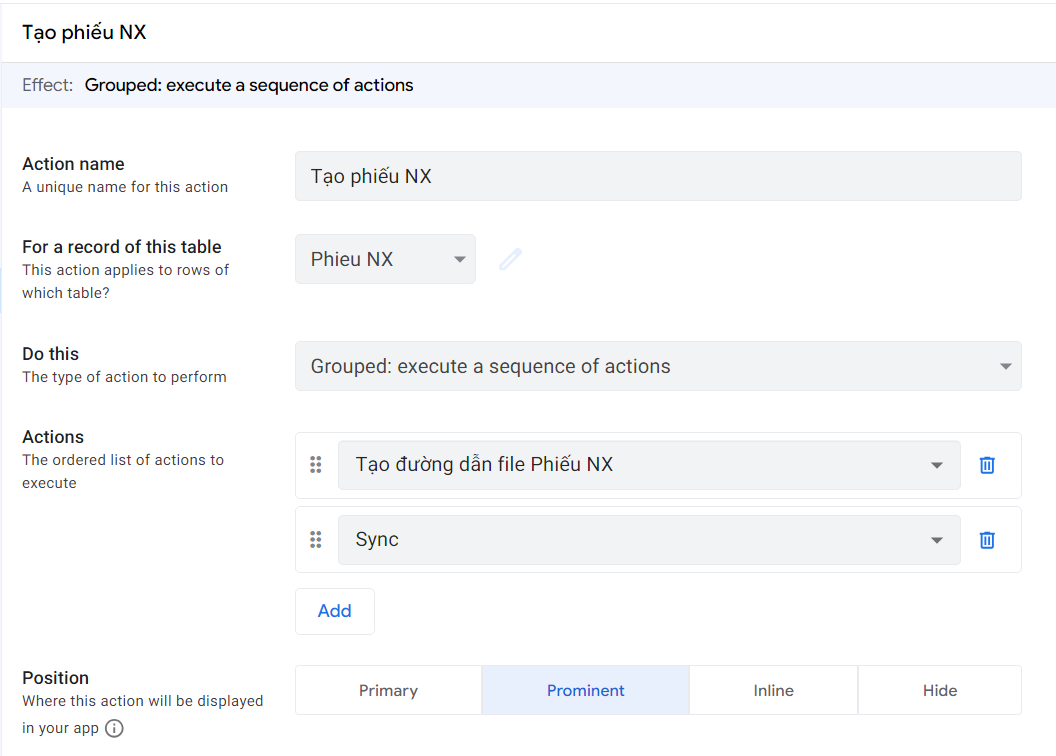 Tạo phiếu NX
Effect: Grouped: execute a sequence of actions
Action name
A unique name for this action
Tạo phiếu NX
For a record of this table
This action applies to rows of
which table?
Phieu NX
Do this
The type of action to perform
Grouped: execute a sequence of actions
Actions
The ordered list of actions to
execute
Tạo đường dẫn file Phiếu NX
Sync
Add
Position
Where this action will be displayed
in your app
Primary
Prominent
Inline
Hide